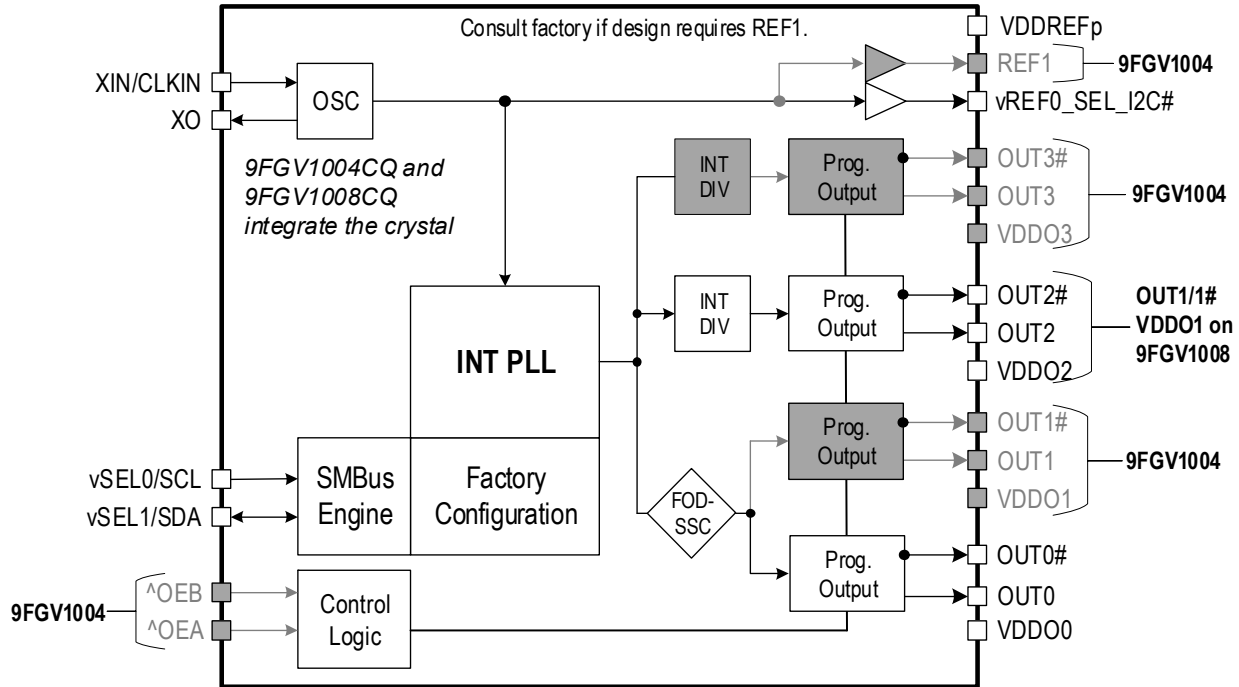 Consult factory if design requires REF1.
VDDREFp
REF1
9FGV1004
vREF0_SEL_I2C#
XIN/CLKIN
XO
OSC
9FGV1004CQ and
9FGV1008CQ
integrate the crystal
INT
DIV
Prog.
Output
OUT3#
OUT3
VDDO3
9FGV1004
INT PLL
INT
DIV
Prog.
Output
OUT2#
OUT2
VDDO2
OUT1/1#
VDDO1 on
9FGV1008
Prog.
Output
OUT1#
OUT1
VDDO1
9FGV1004
vSEL0/SCL
vSEL1/SDA
SMBus
Engine
Factory
Configuration
FOD-
SSC
Prog.
Output
OUT0#
OUT0
VDDO0
9FGV1004
^OEB
^OEA
Control
Logic